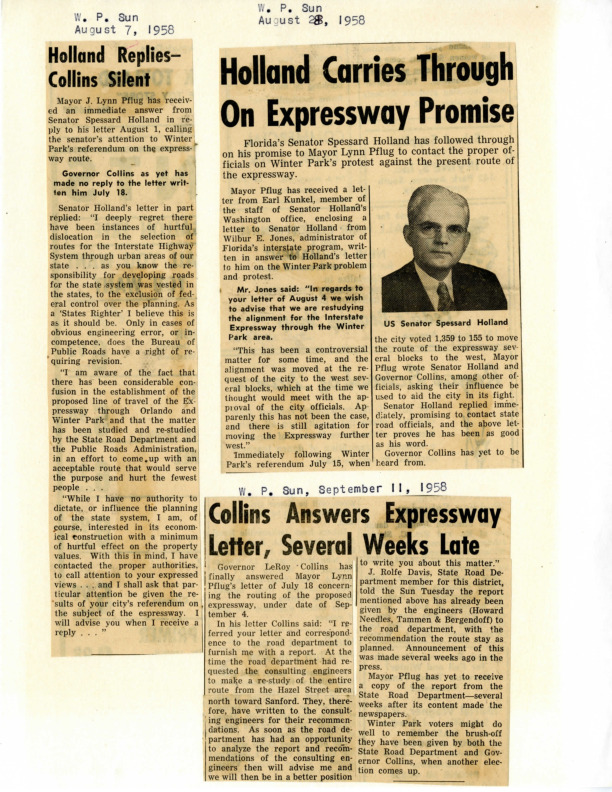 W. P. Sun
August 7, 1958
Holland Replies—
Collins Silent
Mayor J. Lynn Pflug has receiv-
ed an immediate answer from
Senator Spessard Holland in re-
ply to his letter August 1, calling
the senator's attention to Winter
Park's referendum on the express-
way route.
Governor Collins as yet has
made no reply to the letter writ-
ten him July 18.
Senator Holland's letter in part
replied: "I deeply regret there
have been instances of hurtful
dislocation in the selection of
routes for the Interstate Highway
System through urban areas of our
state . . . as you know the re-
sponsibility for developing roads
for the state system was vested in
the states, to the exclusion of fed-
eral control over the planning. As
a 'States Righter' I believe this is
as it should be. Only in cases of
obvious engineering error, or in-
competence, does the Bureau of
Public Roads have a right of re-
quiring revision.
"I am aware of the fact that
there has been considerable con-
fusion in the establishment of the
proposed line of travel of the Ex-
pressway through Orlando and
Winter Park and that the matter
has been studied and re-studied
by the State Road Department and
the Public Roads Administration,
in an effort to come up with an
acceptable route that would serve
the purpose and hurt the fewest
people . . .
"While I have no authority to
dictate, or influence the planning
of the state system, I am, of
course, interested in its econom-
ical construction with a minimum
of hurtful effect on the property
values. With this in mind, I have
contacted the proper authorities,
to call attention to your expressed
views . . . and I shall ask that par-
ticular attention be given the re-
sults of your city's referendum on
the subject of the espressway. I
will advise you when I receive a
reply . . . "
W. P. Sun
August 28, 1958
Holland Carries Through
On Expressway Promise
Florida's Senator Spessard Holland has followed through
on his promise to Mayor Lynn Pflug to contact the proper of-
ficials on Winter Park's protest against the present route of
the expressway.
Mayor Pflug has received a let-
ter from Earl Kunkel, member of
the staff of Senator Holland's
Washington office, enclosing a
letter to Senator Holland from
Wilbur E. Jones, administrator of
Florida's interstate program, writ-
ten in answer to Holland's letter
to him on the Winter Park problem
and protest.
Mr. Jones said: "In regards to
your letter of August 4 we wish
to advise that we are restudying
the alignment for the Interstate
Expressway through the Winter
Park area.
"This has been a controversial
matter for some time, and the
alignment was moved at the re-
quest of the city to the west sev-
eral blocks, which at the time we
thought would meet with the ap-
proval of the city officials. Ap-
parenly this has not been the case,
and there is still agitation for
moving the Expressway further
west."
Immediately following Winter
Park's referendum July 15, when
US Senator Spessard Holland
the city voted 1,359 to 155 to move
the route of the expressway sev-
eral blocks to the west, Mayor
Pflug wrote Senator Holland and
Governor Collins, among other of-
ficials, asking their influence be
used to aid the city in its fight.
Senator Holland replied imme-
diately, promising to contact state
road officials, and the above let-
ter proves he has been as good
as his word.
Governor Collins has yet to be
heard from.
W. P. Sun, September 11, 1958
Collins Answers Expressway
Letter, Several Weeks Late
Governor LeRoy Collins has
finally answered Mayor Lynn
Pflug's letter of July 18 concern-
ing the routing of the proposed
expressway, under date of Sep-
tember 4.
In his letter Collins said: "I re-
ferred your letter and correspond-
ence to the road department to
furnish me with a report. At the
time the road department had re-
quested the consulting engineers
to make a re-study of the entire
route from the Hazel Street area
north toward Sanford. They, there-
fore, have written to the consult-
ing engineers for their recommen-
dations. As soon as the road de-
partment has had an opportunity
to analyze the report and recom-
mendations of the consulting en-
gineers then will advise me and
we will then be in a better position
to write you about this matter."
J. Rolfe Davis, State Road De-
partment member for this district,
told the Sun Tuesday the report
mentioned above has already been
given by the engineers (Howard
Needles, Tammen & Bergendoff) to
the road department, with the
recommendation the route stay as
planned. Announcement of this
was made several weeks ago in the
press.
Mayor Pflug has yet to receive
a copy of the report from the
State Road Department—several
weeks after its content made the
newspapers.
Winter Park voters might do
well to remember the brush-off
they have been given by both the
State Road Department and Gov-
ernor Collins, when another elec-
tion comes up.